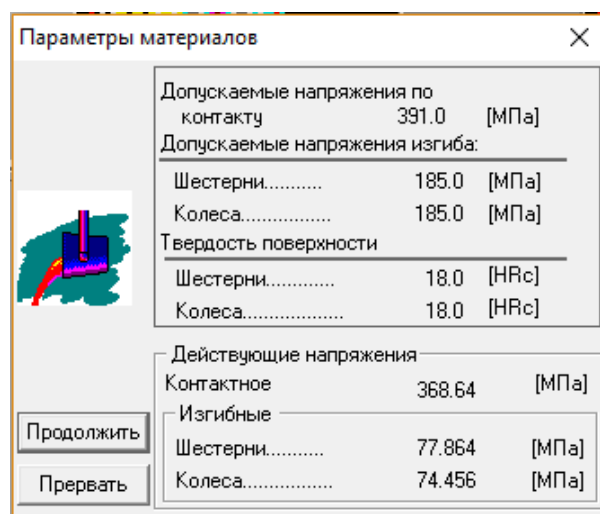 Параметры материалов
Допускаемые напряжения по
контакту 391.0 [МПа]
Допускаемые напряжения изгиба:
Шестерни........... 185.0 [МПа]
Колеса................. 185.0 [МПа]
Твердость поверхности
Шестерни............. 18.0 [HRc]
Колеса................... 18.0 [HRc]
Действующие напряжения
Контактное 368.64 [МПа]
Изгибные
Шестерни........... 77.864 [МПа]
Колеса................. 74.456 [МПа]
Продолжить
Прервать